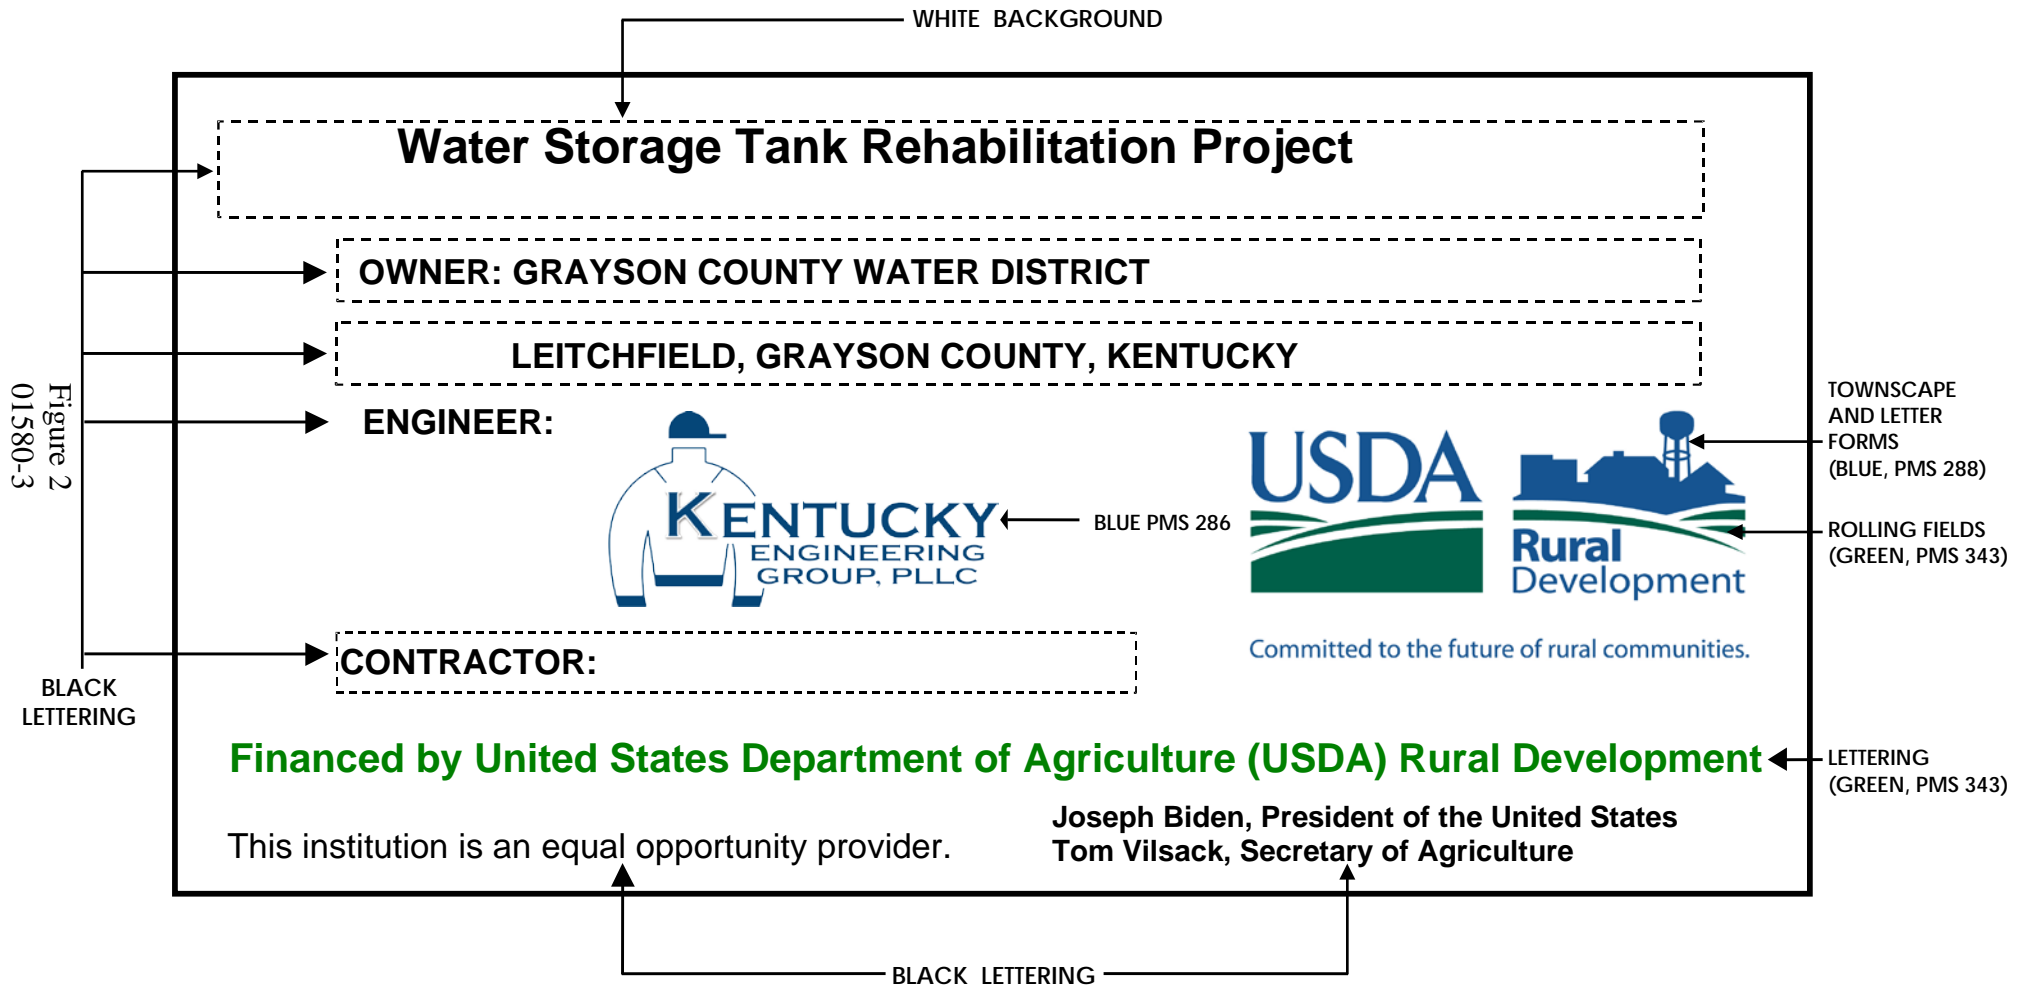 WHITE BACKGROUND
Water Storage Tank Rehabilitation Project
OWNER: GRAYSON COUNTY WATER DISTRICT
LEITCHFIELD, GRAYSON COUNTY, KENTUCKY
ENGINEER:
KENTUCKY
ENGINEERING
GROUP, PLLC
BLUE PMS 286
USDA
Rural
Development
Committed to the future of rural communities.
TOWNSCAPE
AND LETTER
FORMS
(BLUE, PMS 288)
ROLLING FIELDS
(GREEN, PMS 343)
CONTRACTOR:
Figure 2
01580-3
BLACK
LETTERING
Financed by United States Department of Agriculture (USDA) Rural Development
LETTERING
(GREEN, PMS 343)
This institution is an equal opportunity provider.
Joseph Biden, President of the United States
Tom Vilsack, Secretary of Agriculture
BLACK LETTERING